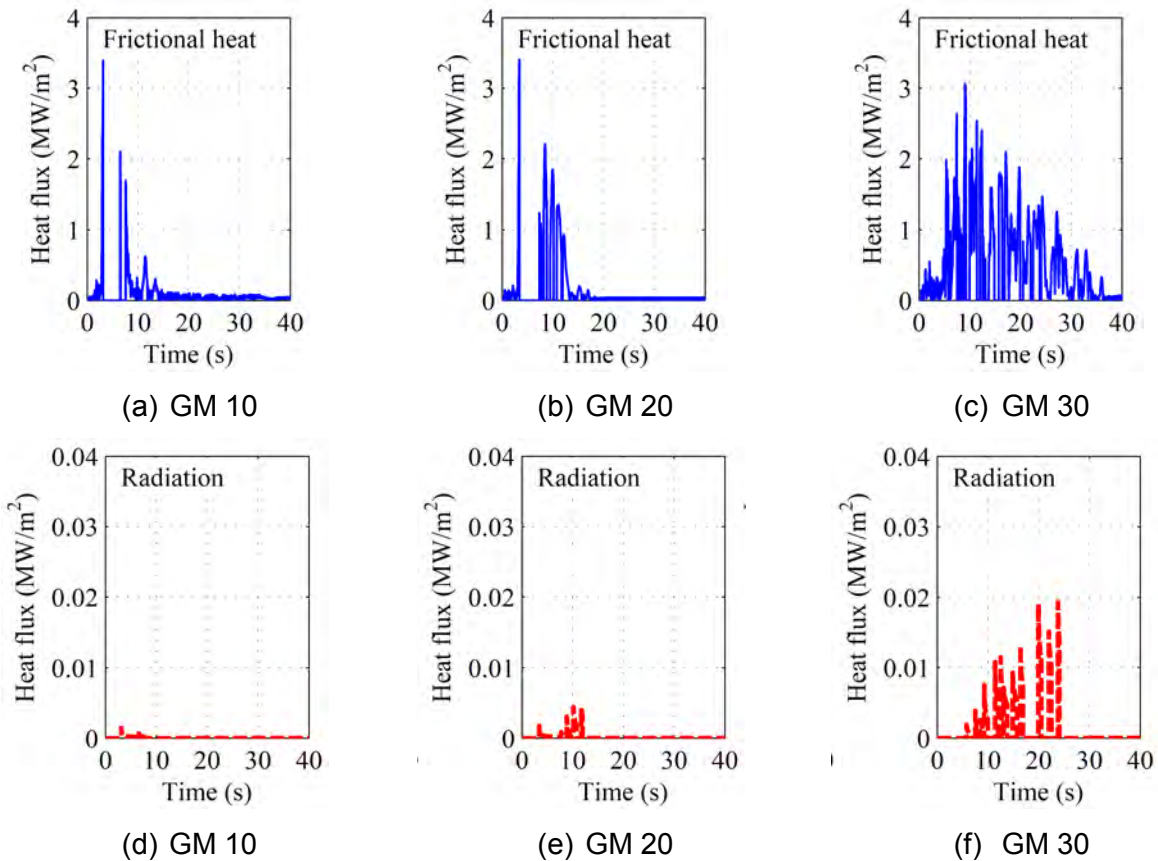 4
3
2
1
0
Heat flux (MW/m²)
Frictional heat
0 10 20 30 40
Time (s)
(a) GM 10
4
3
2
1
0
Heat flux (MW/m²)
Frictional heat
0 10 20 30 40
Time (s)
(b) GM 20
4
3
2
1
0
Heat flux (MW/m²)
Frictional heat
0 10 20 30 40
Time (s)
(c) GM 30
0.04
0.03
0.02
0.01
0
Heat flux (MW/m²)
Radiation
0 10 20 30 40
Time (s)
(d) GM 10
0.04
0.03
0.02
0.01
0
Heat flux (MW/m²)
Radiation
0 10 20 30 40
Time (s)
(e) GM 20
0.04
0.03
0.02
0.01
0
Heat flux (MW/m²)
Radiation
0 10 20 30 40
Time (s)
(f) GM 30